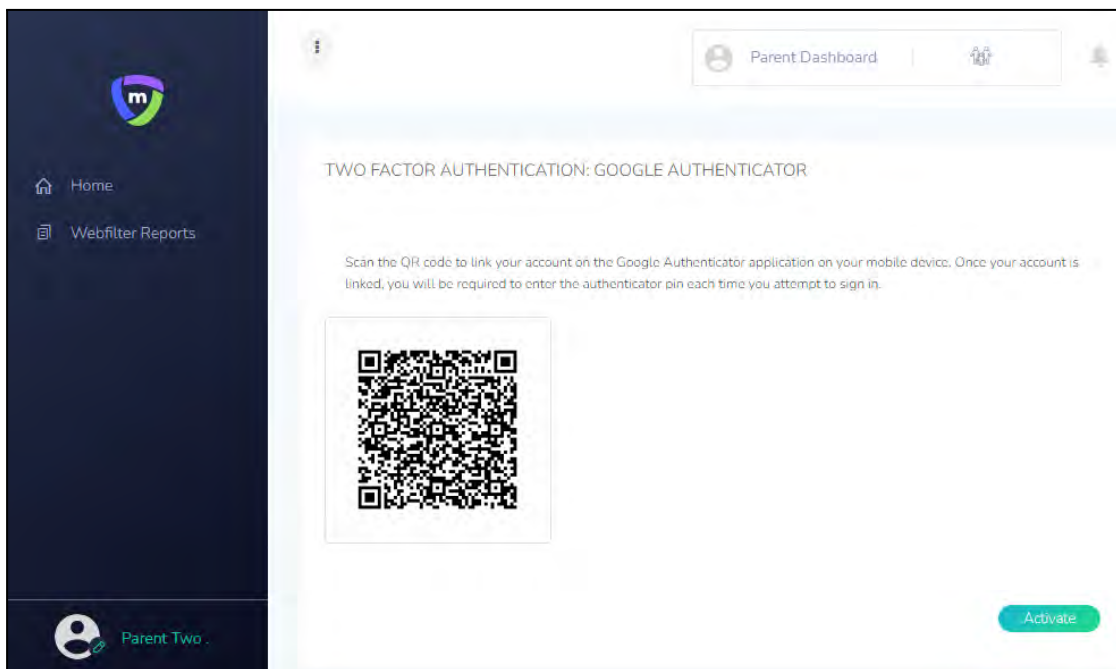 m
Parent Dashboard
Home
Webfilter Reports
TWO FACTOR AUTHENTICATION: GOOGLE AUTHENTICATOR
Scan the QR code to link your account on the Google Authenticator application on your mobile device. Once your account is
linked, you will be required to enter the authenticator pin each time you attempt to sign in.
Activate
Parent Two .